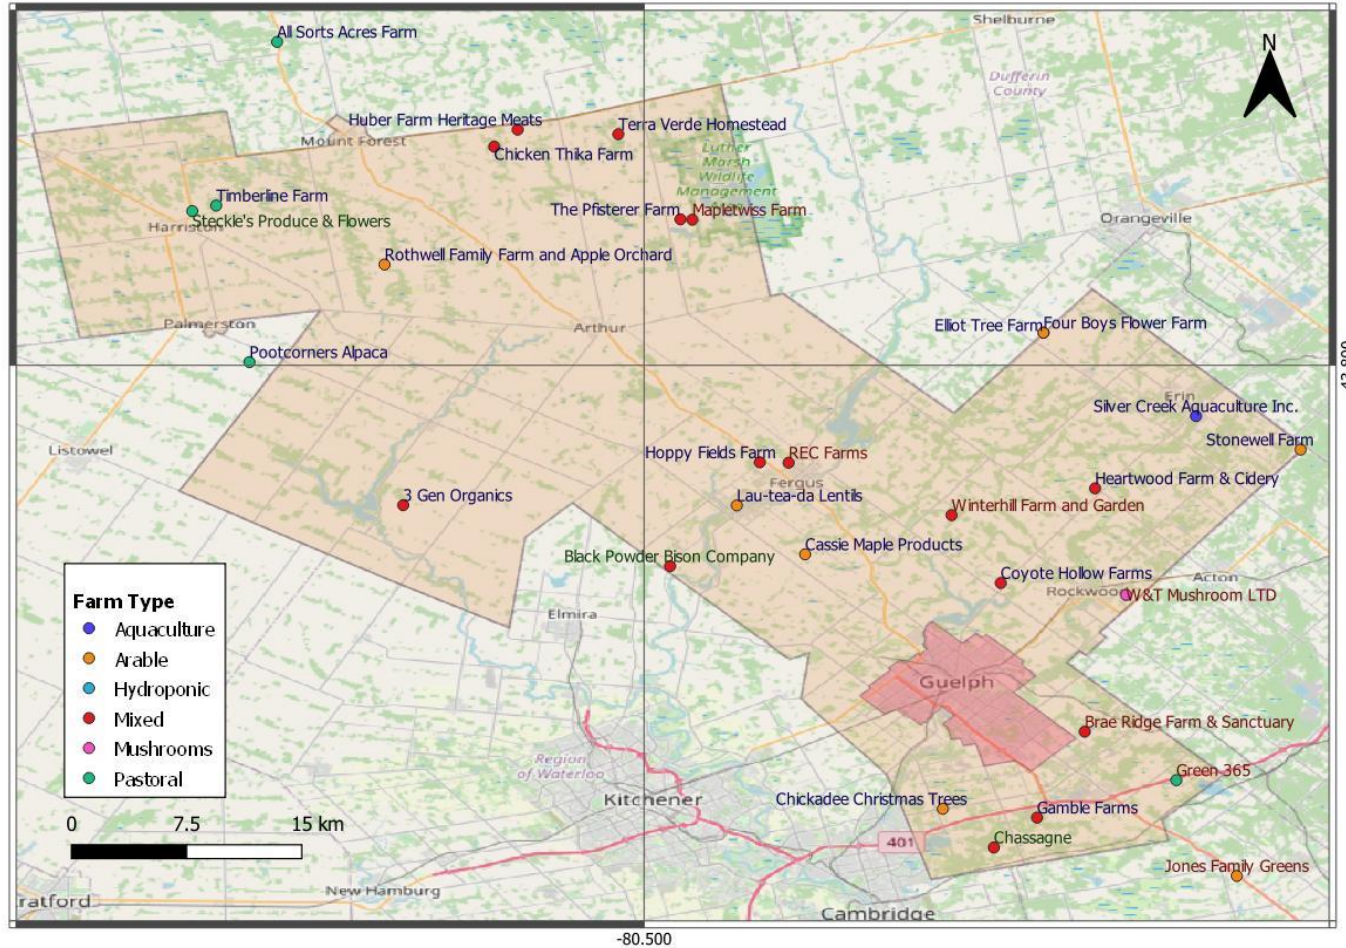 Shelburne
All Sorts Acres Farm
N
Dufferin
County
Huber Farm Heritage Meats
Terra Verde Homestead
Mount Forest
Chicken Thika Farm
Luther
Marsh
Wildlife
Management
Timberline Farm
The Pfisterer Farm
Mapletwiss Farm
Steckle's Produce & Flowers
Harriston
Orangeville
Rothwell Family Farm and Apple Orchard
Palmerston
Arthur
Elliot Tree Farm
Four Boys Flower Farm
Pootcorners Alpaca
Erin
Silver Creek Aquaculture Inc.
Stonewell Farm
Listowel
Hoppy Fields Farm
REC Farms
Fergus
Heartwood Farm & Cidery
3 Gen Organics
Lau-tea-da Lentils
Winterhill Farm and Garden
Cassie Maple Products
Black Powder Bison Company
Coyote Hollow Farms
Acton
Rockwood
W&T Mushroom LTD
Elmira
Farm Type
Aquaculture
Arable
Hydroponic
Mixed
Mushrooms
Pastoral
Guelph
Brae Ridge Farm & Sanctuary
Region
of Waterloo
Green 365
Kitchener
Chickadee Christmas Trees
Gamble Farms
0 7.5 15 km
401
Chassagne
Jones Family Greens
New Hamburg
ratford
Cambridge
-80.500